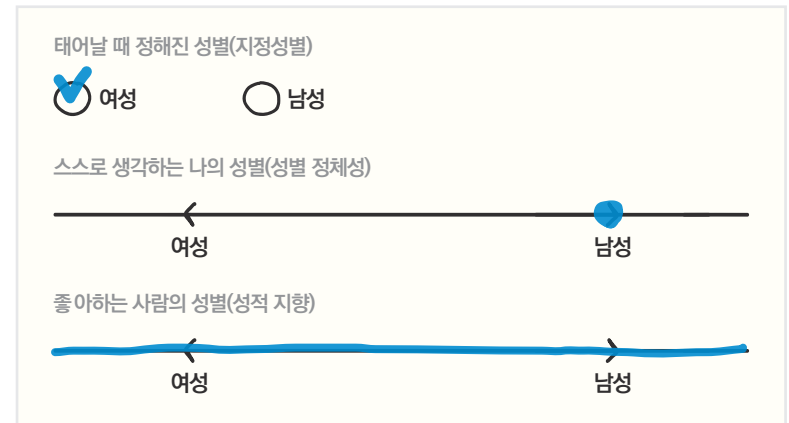 태어날 때 정해진 성별(지정성별)
여성 남성
스스로 생각하는 나의 성별(성별 정체성)
여성 남성
좋아하는 사람의 성별(성적 지향)
여성 남성